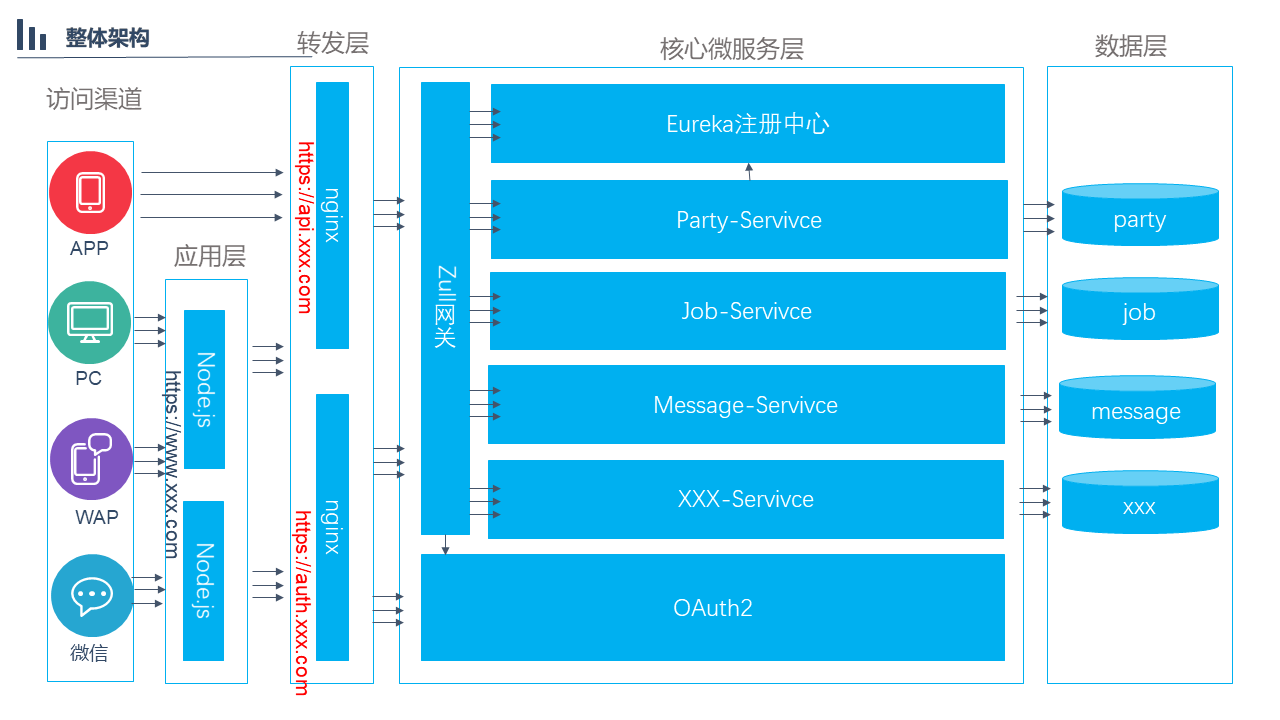 整体架构
访问渠道
APP
PC
WAP
微信
应用层
https://www.xxx.com
Node.js
Node.js
转发层
https://api.xxx.com
nginx
https://auth.xxx.com
nginx
核心微服务层
Zull网关
Eureka注册中心
Party-Servivce
Job-Servivce
Message-Servivce
XXX-Servivce
OAuth2
数据层
party
job
message
xxx